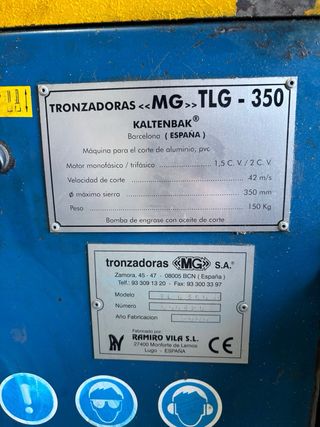 TRONZADORAS «MG» TLG - 350
KALTENBAK®
Barcelona ( ESPAÑA )
Máquina para el corte de aluminio, pvc
Motor monofásico / trifásico 1,5 C. V. / 2 C. V.
Velocidad de corte 42 m/s
ø máximo sierra 350 mm
Peso 150 Kg
Bomba de engrase con aceite de corte
tronzadoras «MG» S.A.®
Zamora, 45 - 47 - 08005 BCN ( España )
Telf.: 93 309 13 20 - Fax: 93 300 33 97
Modelo
Número
Año Fabricacion
Fabricado por:
RAMIRO VILA S.L.
27400 Monforte de Lemos
Lugo - ESPAÑA